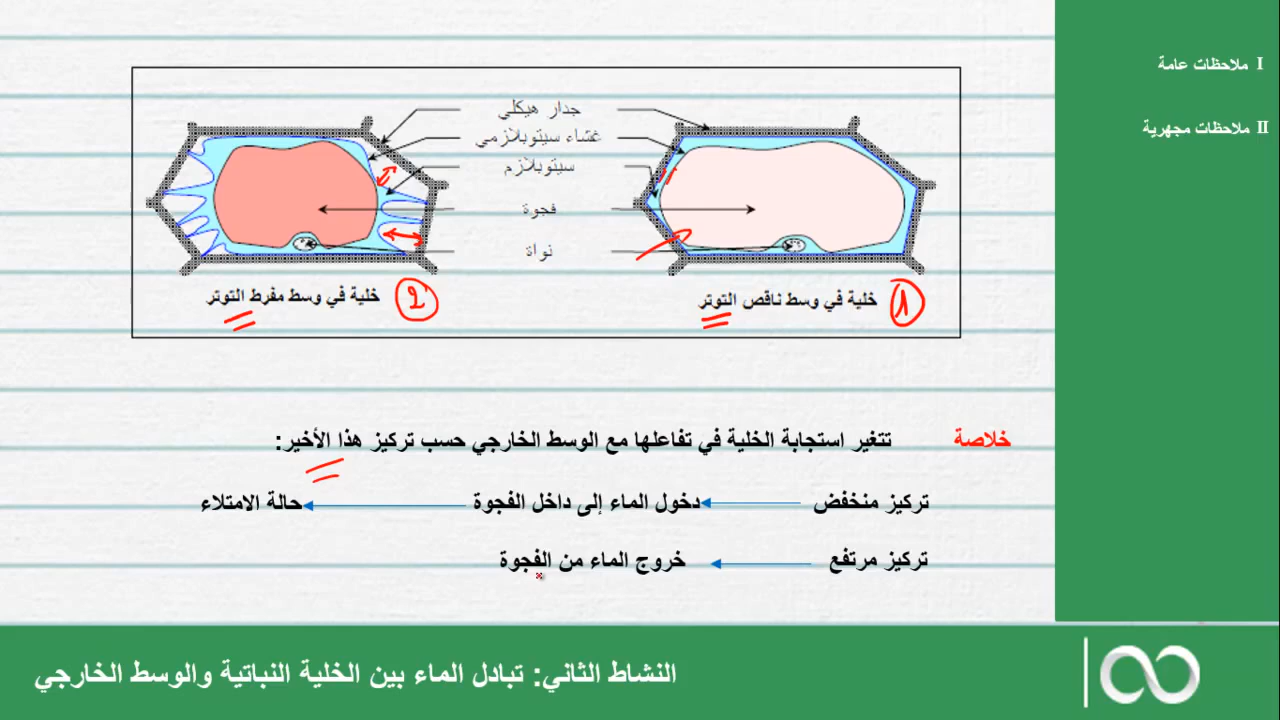 I ملاحظات عامة
II ملاحظات مجهرية
جدار هيكلي
غشاء سيتوبلازمي
سيتوبلازم
فجوة
نواة
1 خلية في وسط ناقص التوتر
2 خلية في وسط مفرط التوتر
خلاصة تتغير استجابة الخلية في تفاعلها مع الوسط الخارجي حسب تركيز هذا الأخير:
تركيز منخفض دخول الماء إلى داخل الفجوة حالة الامتلاء
تركيز مرتفع خروج الماء من الفجوة
النشاط الثاني: تبادل الماء بين الخلية النباتية والوسط الخارجي